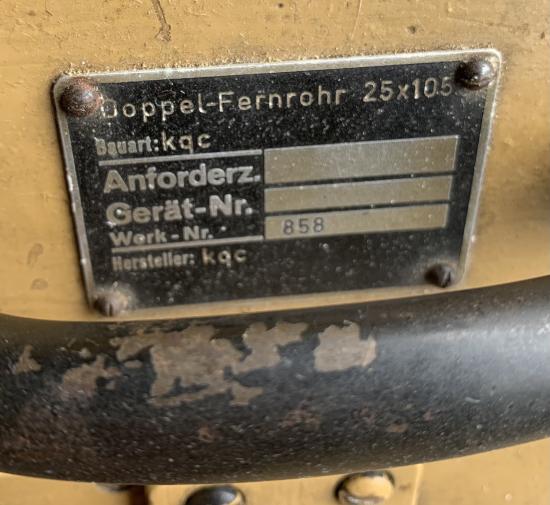 Doppel-Fernrohr 25x105
Bauart: kqc
Anforderz.
Gerät-Nr.
Werk-Nr. 858
Hersteller: kqc